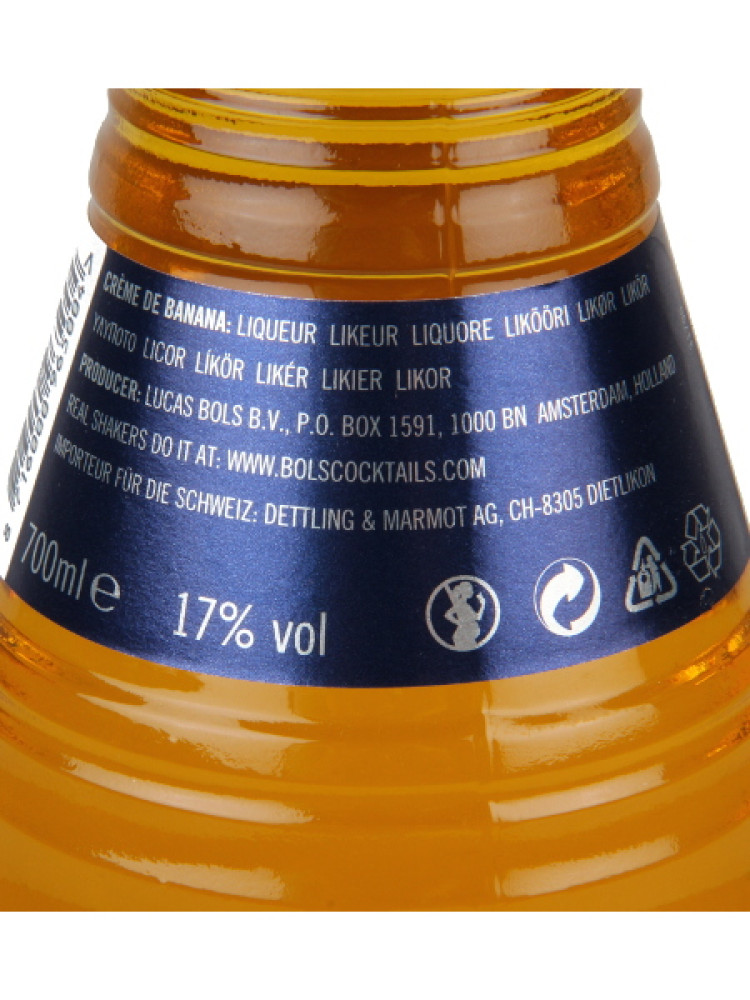 CRÈME DE BANANA: LIQUEUR LIKEUR LIQUORE LIKÖÖRI LIKØR LIKÖR
ΥΑΥΠΟΤΟ LICOR LÍKÖR LIKÉR LIKIER LIKOR
PRODUCER: LUCAS BOLS B.V., P.O. BOX 1591, 1000 BN AMSTERDAM, HOLLAND
REAL SHAKERS DO IT AT: WWW.BOLSCOCKTAILS.COM
IMPORTEUR FÜR DIE SCHWEIZ: DETTLING & MARMOT AG, CH-8305 DIETLIKON
700ml e
17% vol